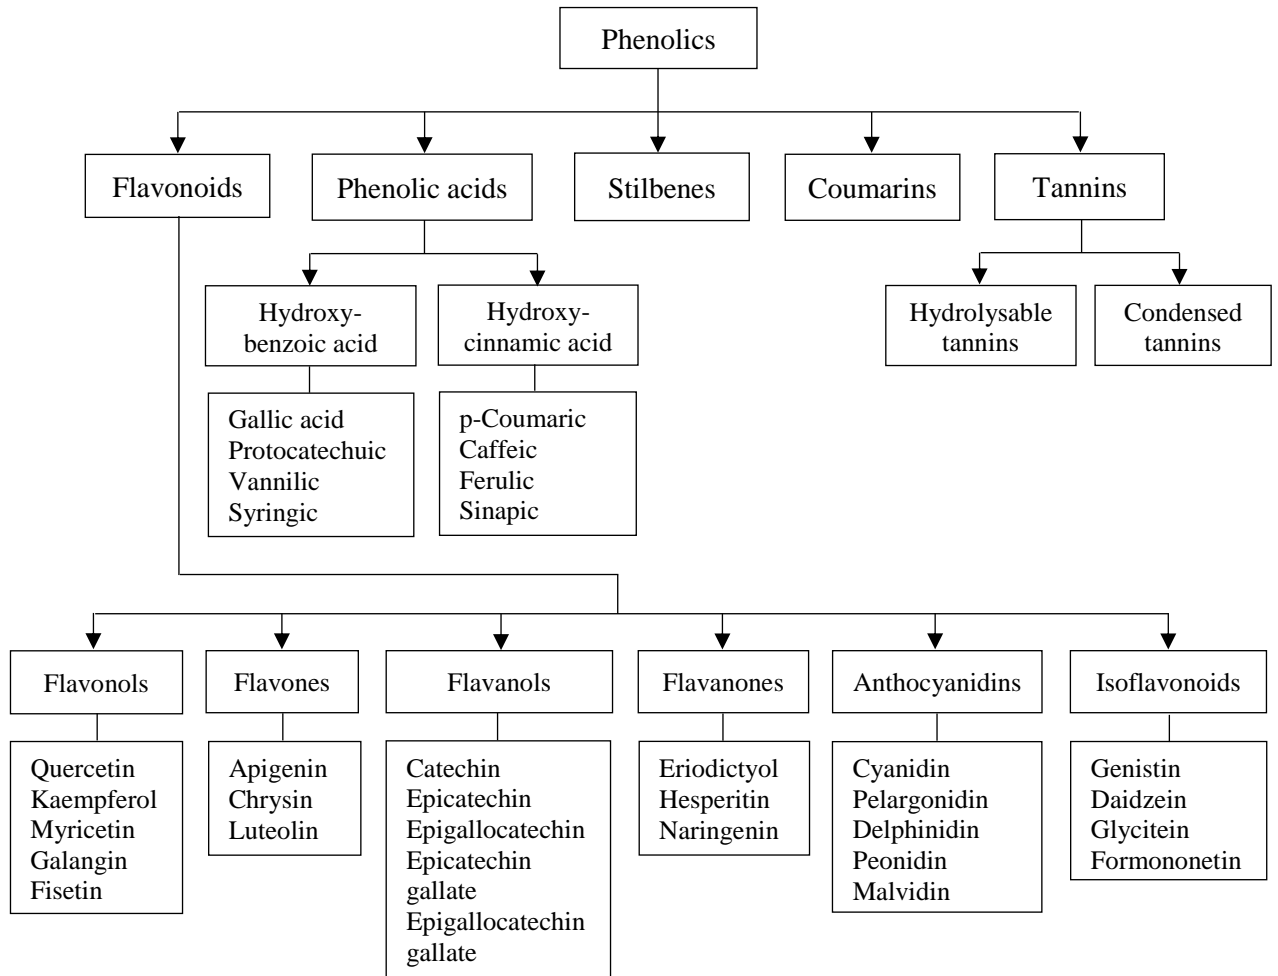 Phenolics
Flavonoids
Phenolic acids
Stilbenes
Coumarins
Tannins
Hydroxy-
benzoic acid
Hydroxy-
cinnamic acid
Hydrolysable
tannins
Condensed
tannins
Gallic acid
Protocatechuic
Vannilic
Syringic
p-Coumaric
Caffeic
Ferulic
Sinapic
Flavonols
Flavones
Flavanols
Flavanones
Anthocyanidins
Isoflavonoids
Quercetin
Kaempferol
Myricetin
Galangin
Fisetin
Apigenin
Chrysin
Luteolin
Catechin
Epicatechin
Epigallocatechin
Epicatechin
gallate
Epigallocatechin
gallate
Eriodictyol
Hesperitin
Naringenin
Cyanidin
Pelargonidin
Delphinidin
Peonidin
Malvidin
Genistin
Daidzein
Glycitein
Formononetin